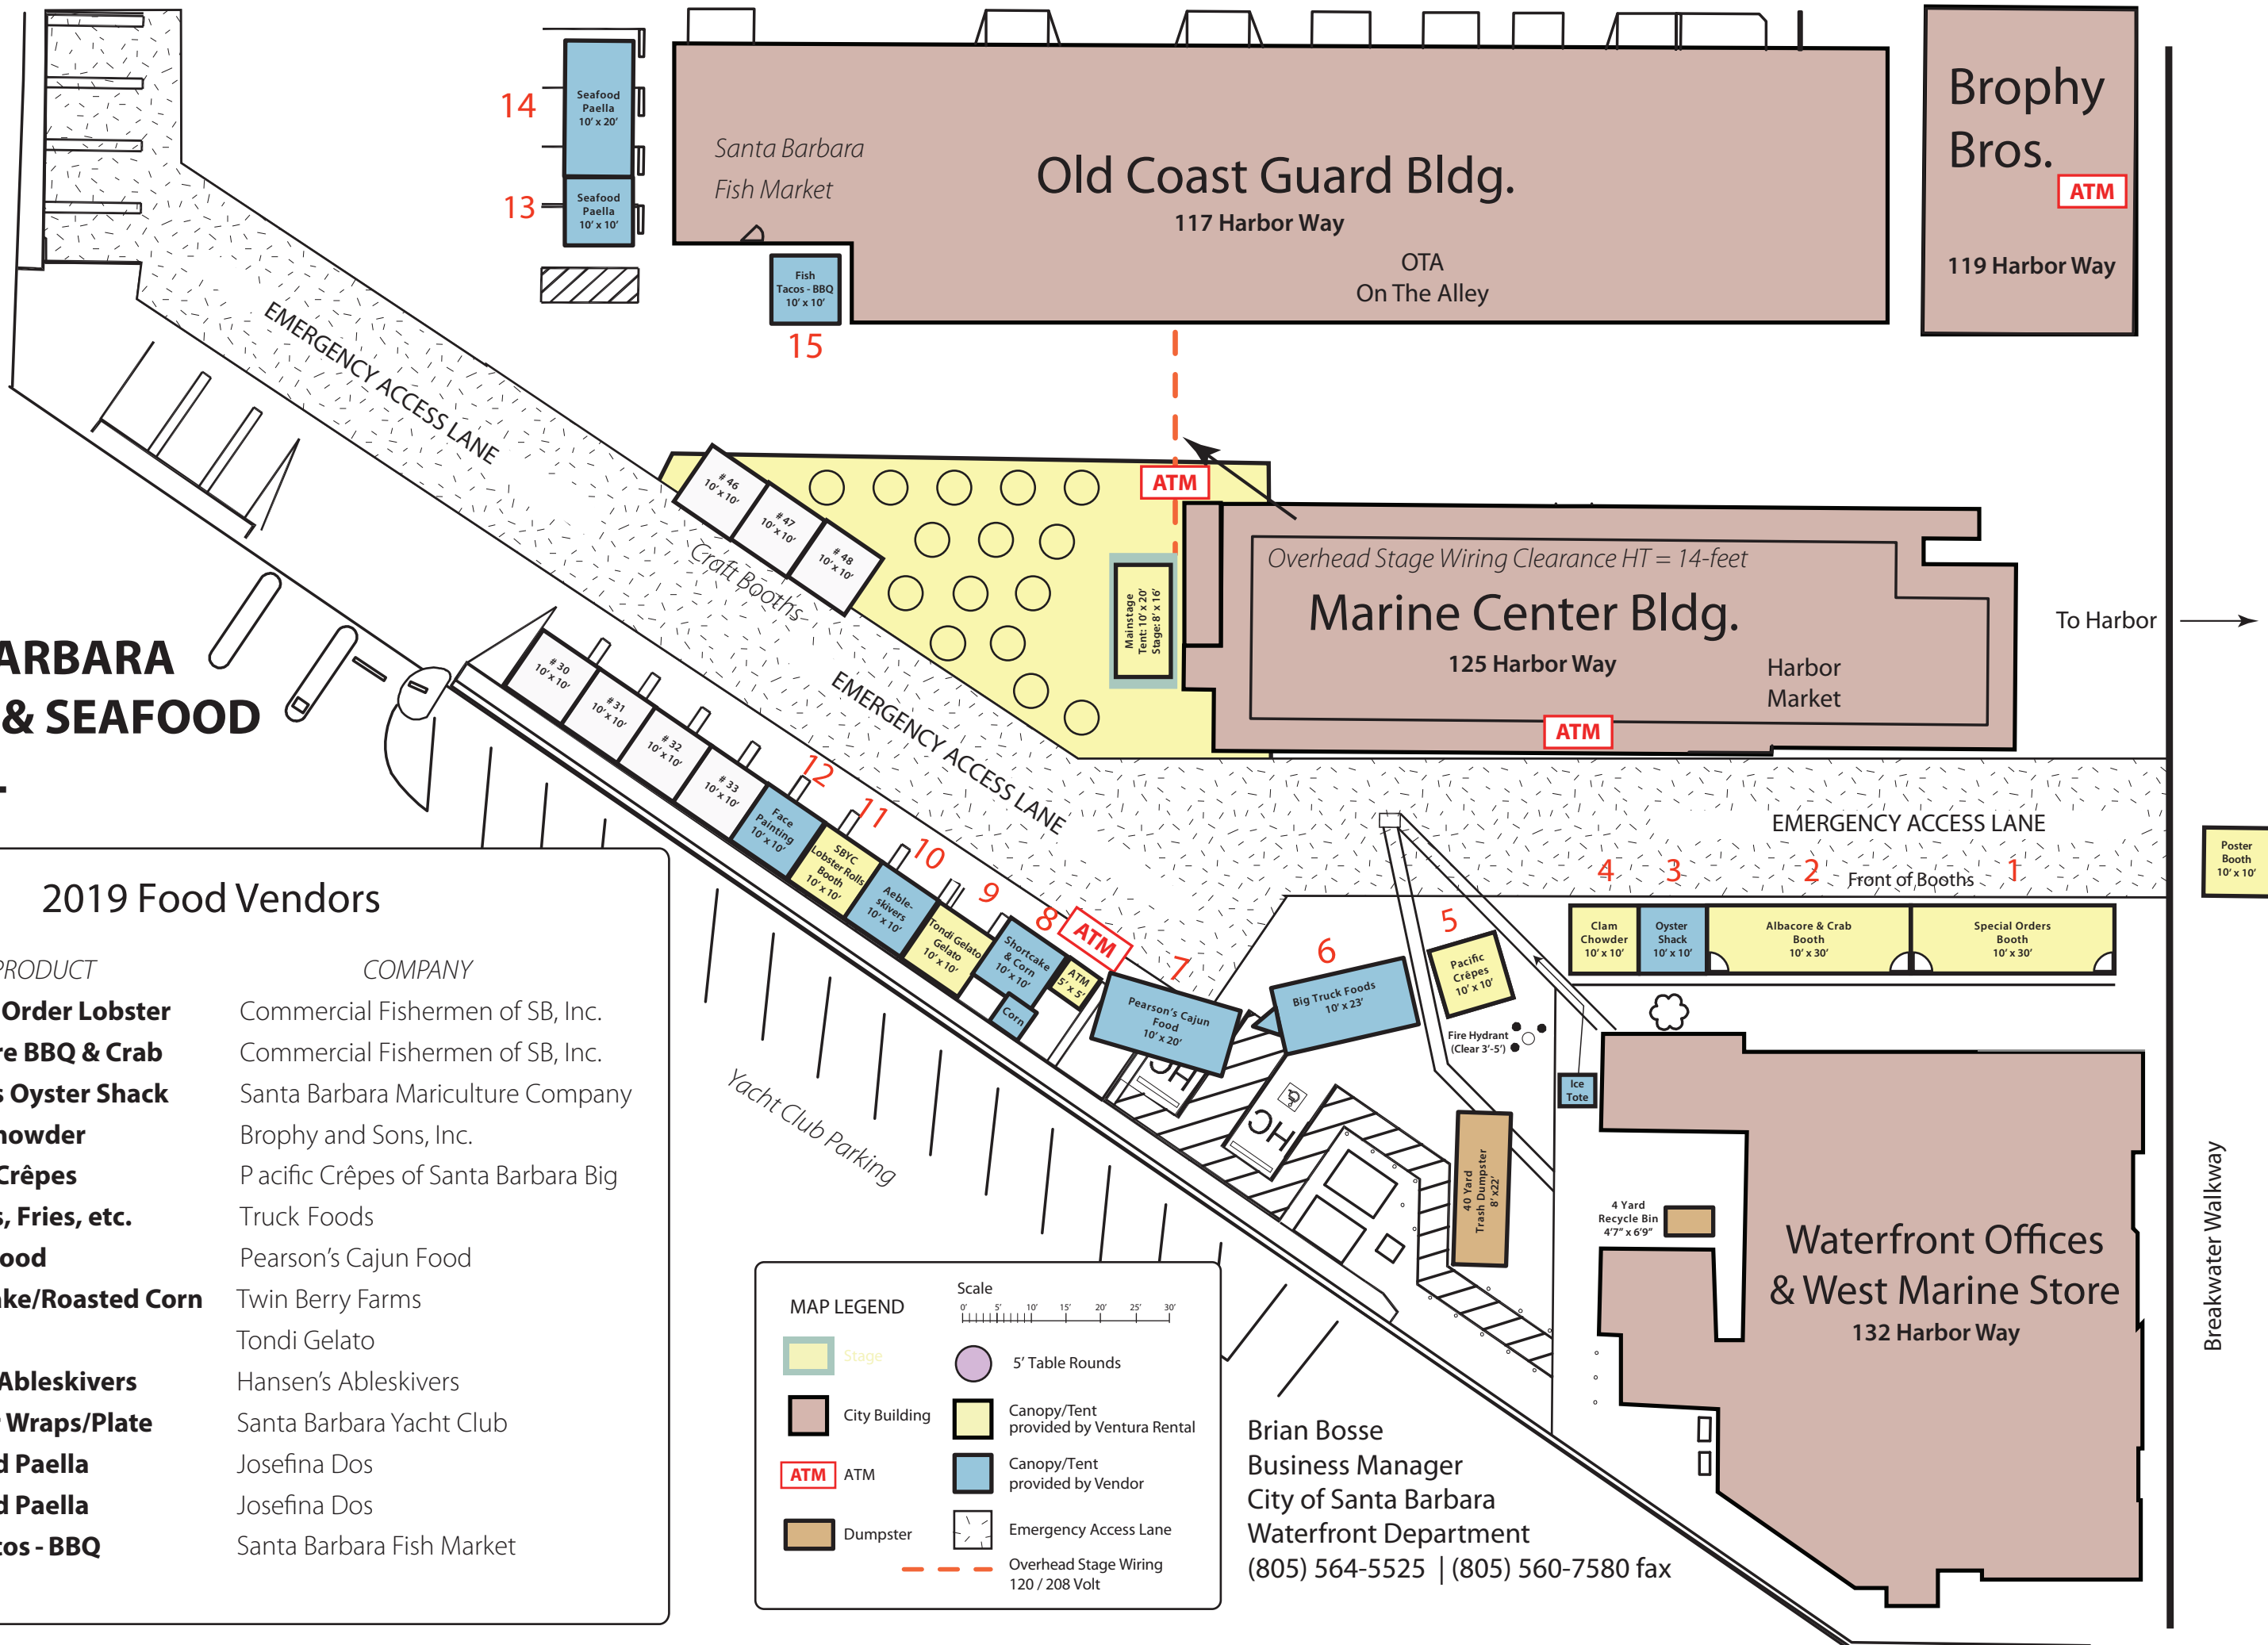 14
Seafood
Paella
10' x 20'
13
Seafood
Paella
10' x 10'
Santa Barbara
Fish Market
Old Coast Guard Bldg.
117 Harbor Way
OTA
On The Alley
Brophy
Bros.
ATM
119 Harbor Way
Fish
Tacos - BBQ
10' x 10'
15
EMERGENCY ACCESS LANE
ATM
# 46
10' x 10'
# 47
10' x 10'
# 48
10' x 10'
Craft Booths
Mainstage
Tent: 10' x 20'
Stage: 8' x 16'
Overhead Stage Wiring Clearance HT = 14-feet
Marine Center Bldg.
125 Harbor Way
Harbor
Market
ATM
To Harbor
ARBARA
& SEAFOOD
# 30
10' x 10'
# 31
10' x 10'
# 32
10' x 10'
# 33
10' x 10'
EMERGENCY ACCESS LANE
12
Face
Painting
10' x 10'
11
SBYC
Lobster Rolls
Booth
10' x 10'
10
Aeble-
skivers
10' x 10'
9
Tondi Gelato
Gelato
10' x 10'
8
Shortcake
& Corn
10' x 10'
Corn
ATM
ATM
5' x 5'
7
Pearson's Cajun
Food
10' x 20'
6
Big Truck Foods
10' x 23'
5
Pacific
Crêpes
10' x 10'
Fire Hydrant
(Clear 3'-5')
EMERGENCY ACCESS LANE
4
3
2
Front of Booths
1
Clam
Chowder
10' x 10'
Oyster
Shack
10' x 10'
Albacore & Crab
Booth
10' x 30'
Special Orders
Booth
10' x 30'
Poster
Booth
10' x 10'
Ice
Tote
HC
HC
Yacht Club Parking
40 Yard
Trash Dumpster
8' x22'
4 Yard
Recycle Bin
4'7" x 6'9"
Waterfront Offices
& West Marine Store
132 Harbor Way
Breakwater Walkway
2019 Food Vendors
PRODUCT COMPANY
Order Lobster Commercial Fishermen of SB, Inc.
re BBQ & Crab Commercial Fishermen of SB, Inc.
s Oyster Shack Santa Barbara Mariculture Company
howder Brophy and Sons, Inc.
Crêpes P acific Crêpes of Santa Barbara Big
s, Fries, etc. Truck Foods
ood Pearson's Cajun Food
ake/Roasted Corn Twin Berry Farms
Tondi Gelato
Ableskivers Hansen's Ableskivers
r Wraps/Plate Santa Barbara Yacht Club
d Paella Josefina Dos
d Paella Josefina Dos
cos - BBQ Santa Barbara Fish Market
MAP LEGEND
Scale
0' 5' 10' 15' 20' 25' 30'
Stage
5' Table Rounds
City Building
Canopy/Tent
provided by Ventura Rental
ATM ATM
Canopy/Tent
provided by Vendor
Dumpster
Emergency Access Lane
Overhead Stage Wiring
120 / 208 Volt
Brian Bosse
Business Manager
City of Santa Barbara
Waterfront Department
(805) 564-5525 | (805) 560-7580 fax